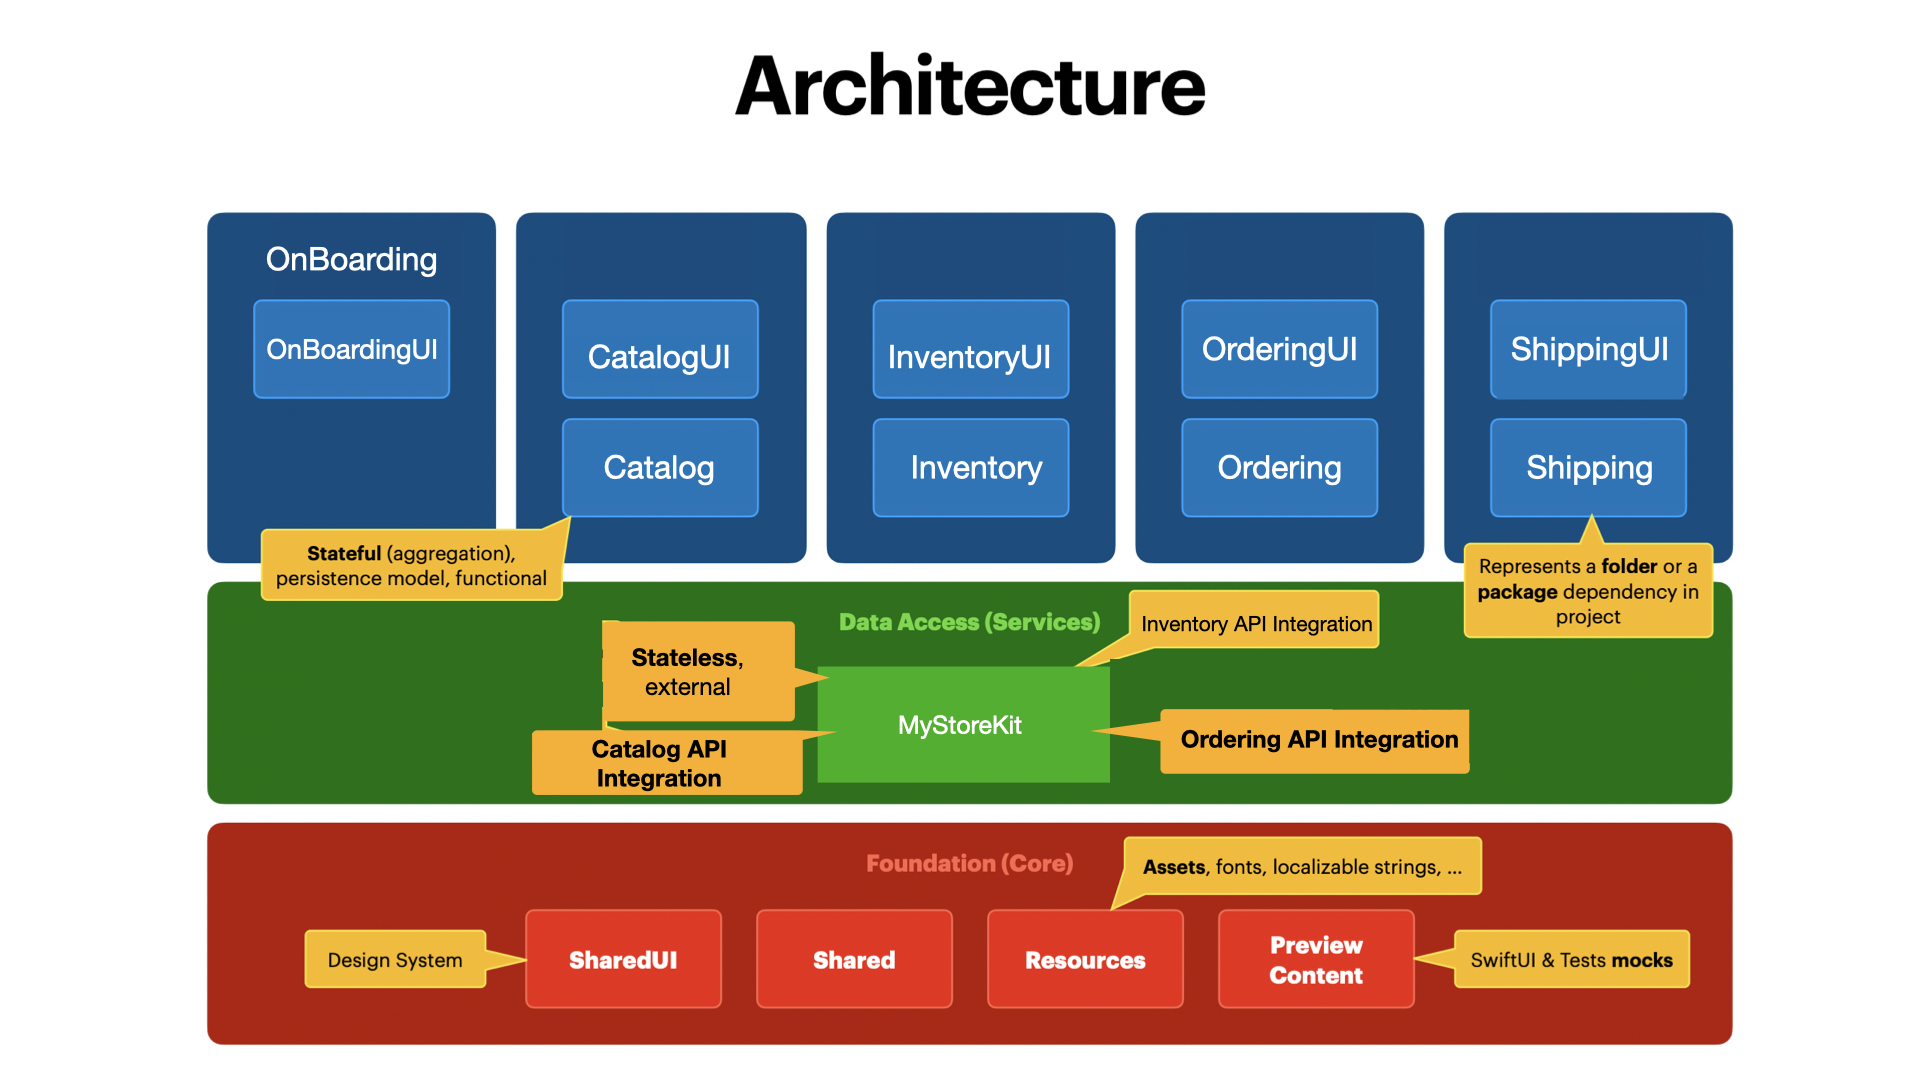 Architecture
OnBoarding
OnBoardingUI
CatalogUI
InventoryUI
OrderingUI
ShippingUI
Catalog
Inventory
Ordering
Shipping
Stateful (aggregation),
persistence model, functional
Represents a folder or a
package dependency in
project
Data Access (Services)
Inventory API Integration
Stateless,
external
MyStoreKit
Catalog API
Integration
Ordering API Integration
Foundation (Core)
Assets, fonts, localizable strings, ...
Design System
SharedUI
Shared
Resources
Preview
Content
SwiftUI & Tests mocks